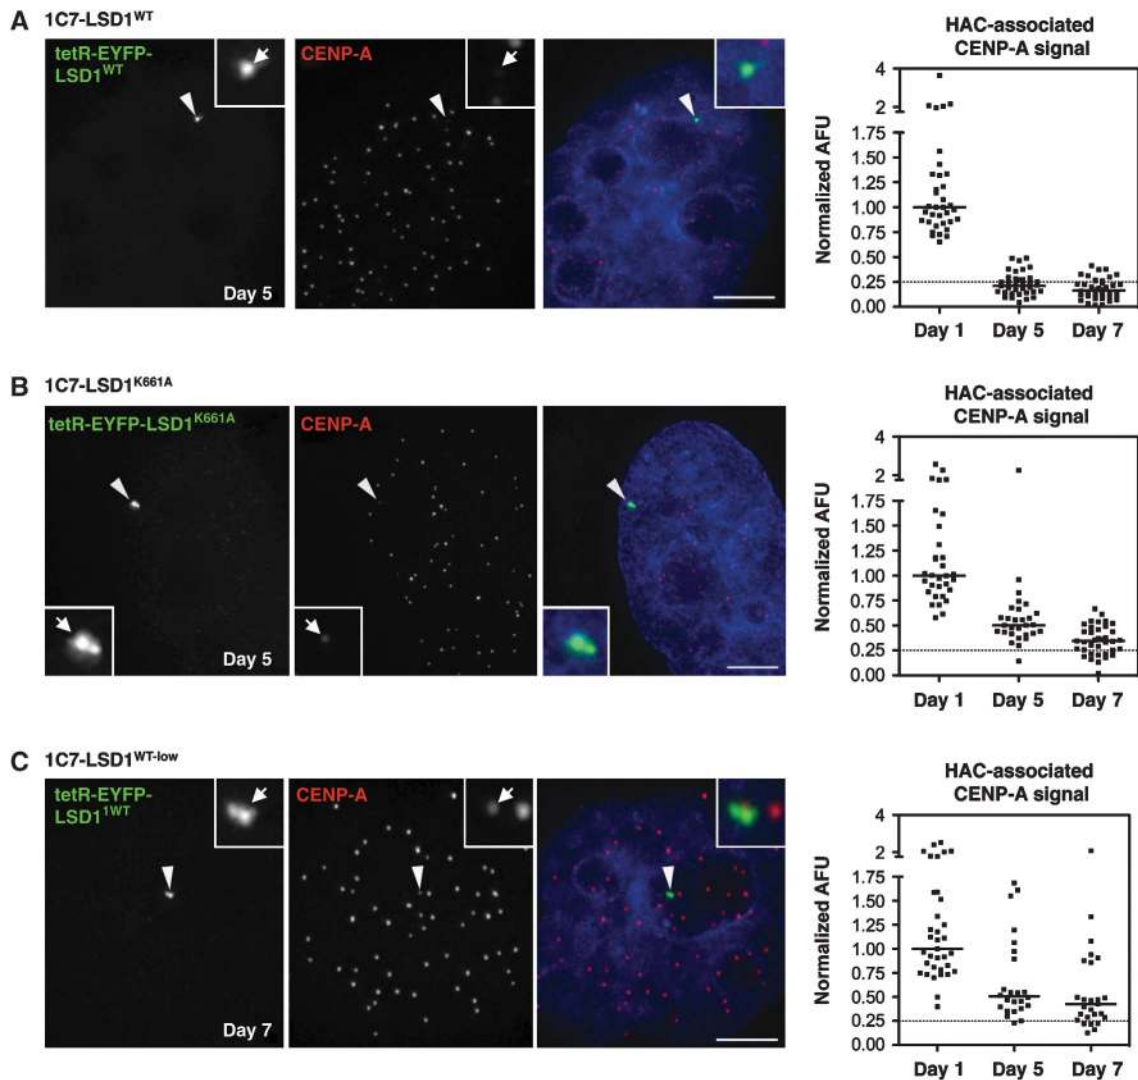 A 1C7-LSD1WT
tetR-EYFP-
LSD1WT
CENP-A
Day 5
HAC-associated
CENP-A signal
Normalized AFU
4
2
1.75
1.50
1.25
1.00
0.75
0.50
0.25
0.00
Day 1 Day 5 Day 7
B 1C7-LSD1K661A
tetR-EYFP-LSD1K661A
CENP-A
Day 5
HAC-associated
CENP-A signal
Normalized AFU
4
2
1.75
1.50
1.25
1.00
0.75
0.50
0.25
0.00
Day 1 Day 5 Day 7
C 1C7-LSD1WT-low
tetR-EYFP-
LSD11WT
CENP-A
Day 7
HAC-associated
CENP-A signal
Normalized AFU
4
2
1.75
1.50
1.25
1.00
0.75
0.50
0.25
0.00
Day 1 Day 5 Day 7